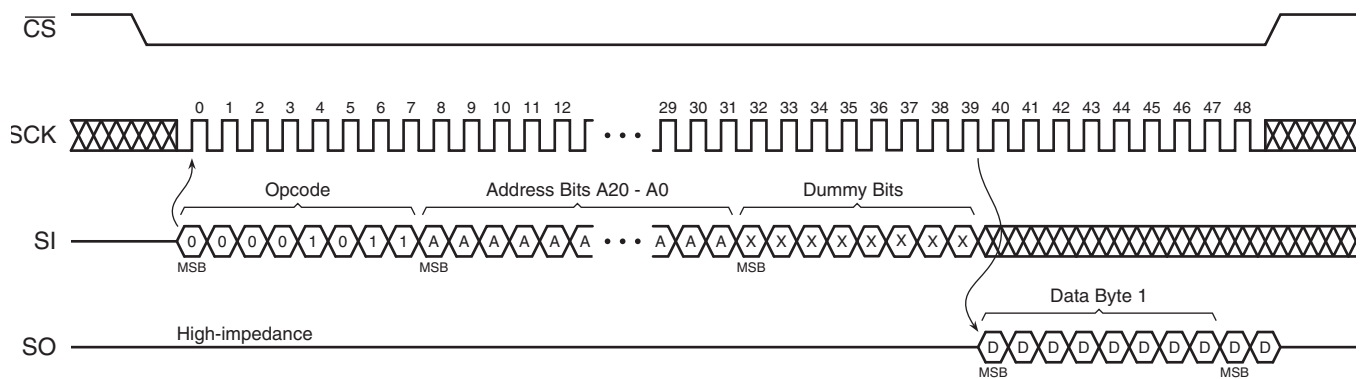 CS
SCK
0 1 2 3 4 5 6 7 8 9 10 11 12 29 30 31 32 33 34 35 36 37 38 39 40 41 42 43 44 45 46 47 48
• • •
Opcode Address Bits A20 - A0 Dummy Bits
SI
0 0 0 0 1 0 1 1 A A A A A A • • • A A A X X X X X X X X
MSB MSB MSB
Data Byte 1
High-impedance
SO
D D D D D D D D D D
MSB MSB